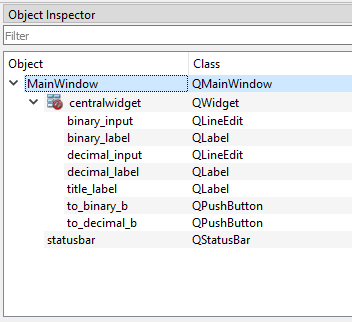 Object Inspector
Filter
Object Class
MainWindow QMainWindow
centralwidget QWidget
binary_input QLineEdit
binary_label QLabel
decimal_input QLineEdit
decimal_label QLabel
title_label QLabel
to_binary_b QPushButton
to_decimal_b QPushButton
statusbar QStatusBar